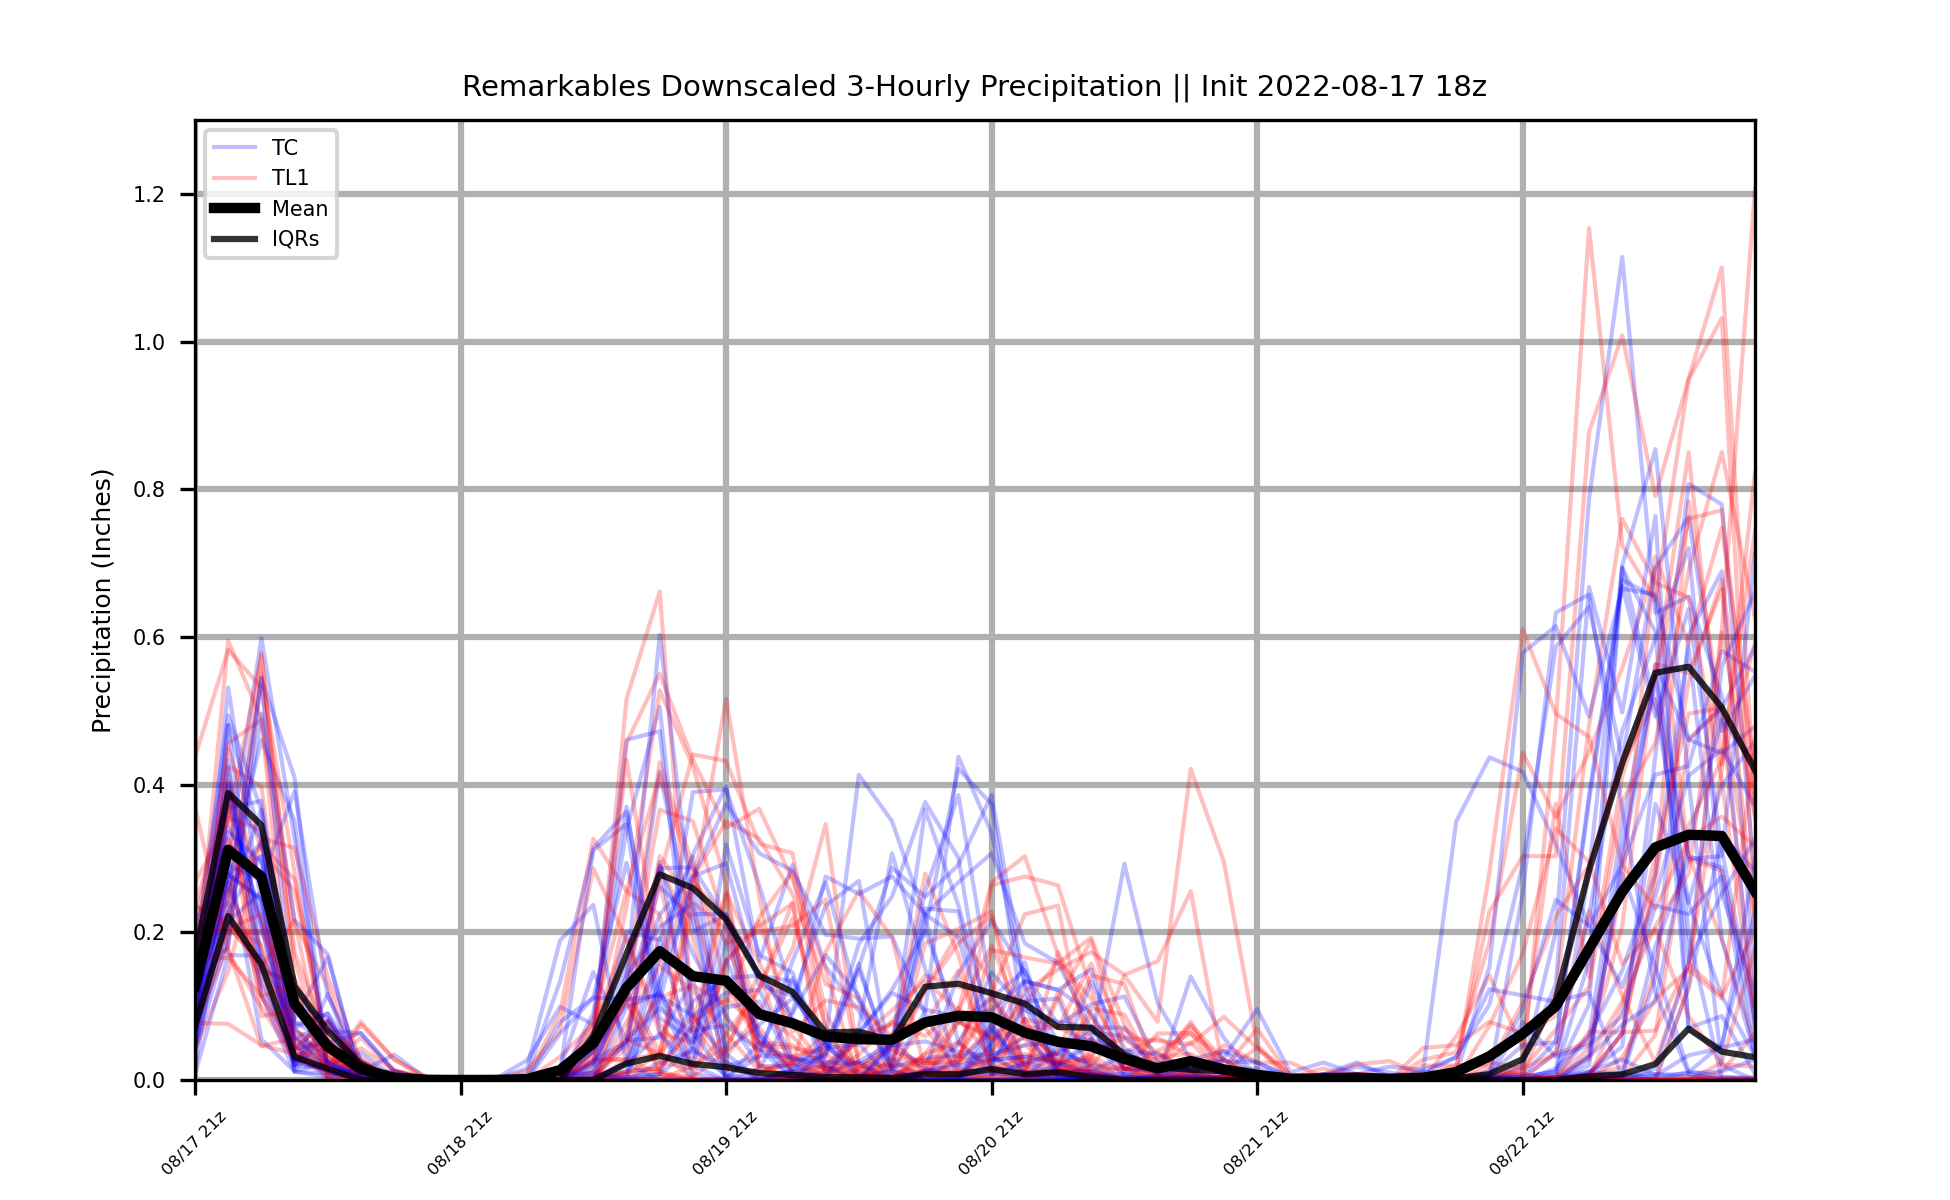 Remarkables Downscaled 3-Hourly Precipitation || Init 2022-08-17 18z
TC
TL1
Mean
IQRs
Precipitation (Inches)
1.2
1.0
0.8
0.6
0.4
0.2
0.0
08/17 21z
08/18 21z
08/19 21z
08/20 21z
08/21 21z
08/22 21z